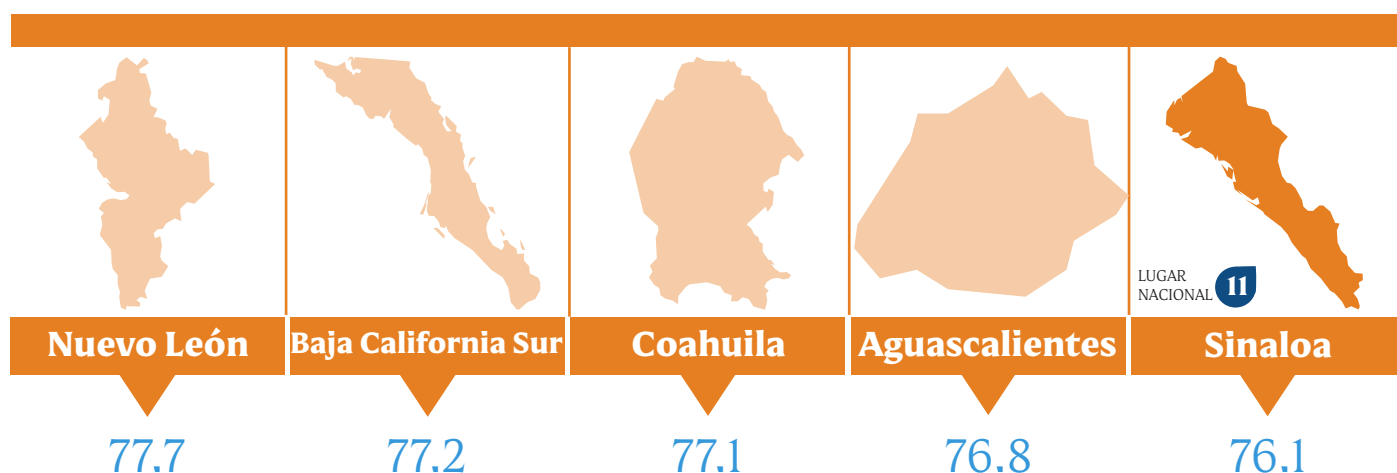 LUGAR
NACIONAL 11
Nuevo León
Baja California Sur
Coahuila
Aguascalientes
Sinaloa
77.7
77.2
77.1
76.8
76.1